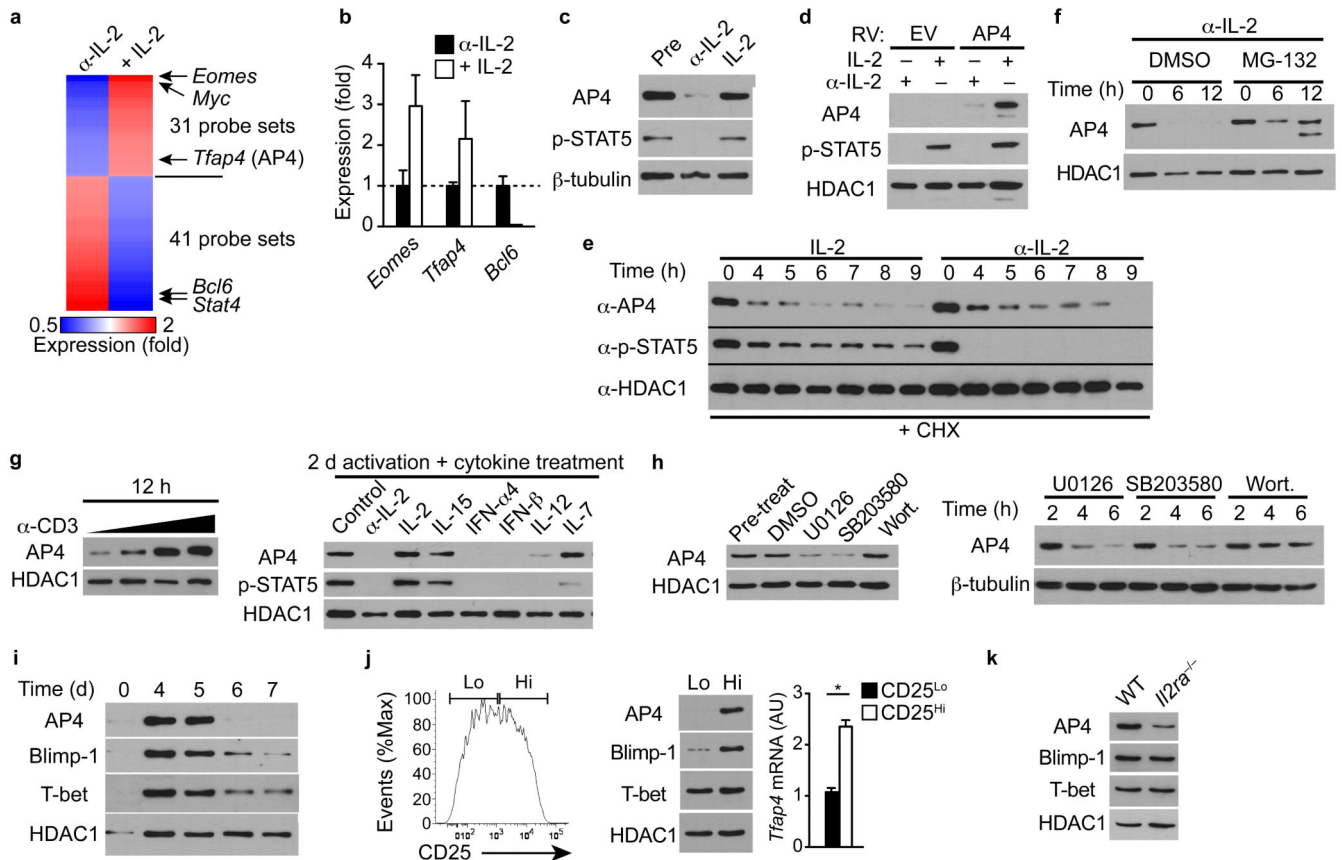 a
α-IL-2
+ IL-2
Eomes
Myc
31 probe sets
Tfap4 (AP4)
41 probe sets
Bcl6
Stat4
0.5 2
Expression (fold)
b
α-IL-2
+ IL-2
Expression (fold)
4
3
2
1
0
Eomes
Tfap4
Bcl6
c
Pre
α-IL-2
IL-2
AP4
p-STAT5
β-tubulin
d
RV: EV AP4
IL-2 – + – +
α-IL-2 + – + –
AP4
p-STAT5
HDAC1
e
IL-2 α-IL-2
Time (h) 0 4 5 6 7 8 9 0 4 5 6 7 8 9
α-AP4
α-p-STAT5
α-HDAC1
+ CHX
f
α-IL-2
DMSO MG-132
Time (h) 0 6 12 0 6 12
AP4
HDAC1
g
12 h
α-CD3
AP4
HDAC1
2 d activation + cytokine treatment
Control
α-IL-2
IL-2
IL-15
IFN-α4
IFN-β
IL-12
IL-7
AP4
p-STAT5
HDAC1
h
Pre-treat
DMSO
U0126
SB203580
Wort.
AP4
HDAC1
U0126 SB203580 Wort.
Time (h) 2 4 6 2 4 6 2 4 6
AP4
β-tubulin
i
Time (d) 0 4 5 6 7
AP4
Blimp-1
T-bet
HDAC1
j
Lo Hi
Events (%Max)
100
80
60
40
20
0
010² 10³ 10⁴ 10⁵
CD25
Lo Hi
AP4
Blimp-1
T-bet
HDAC1
Tfap4 mRNA (AU)
3
2
1
0
*
CD25Lo
CD25Hi
k
WT
Il2ra–/–
AP4
Blimp-1
T-bet
HDAC1